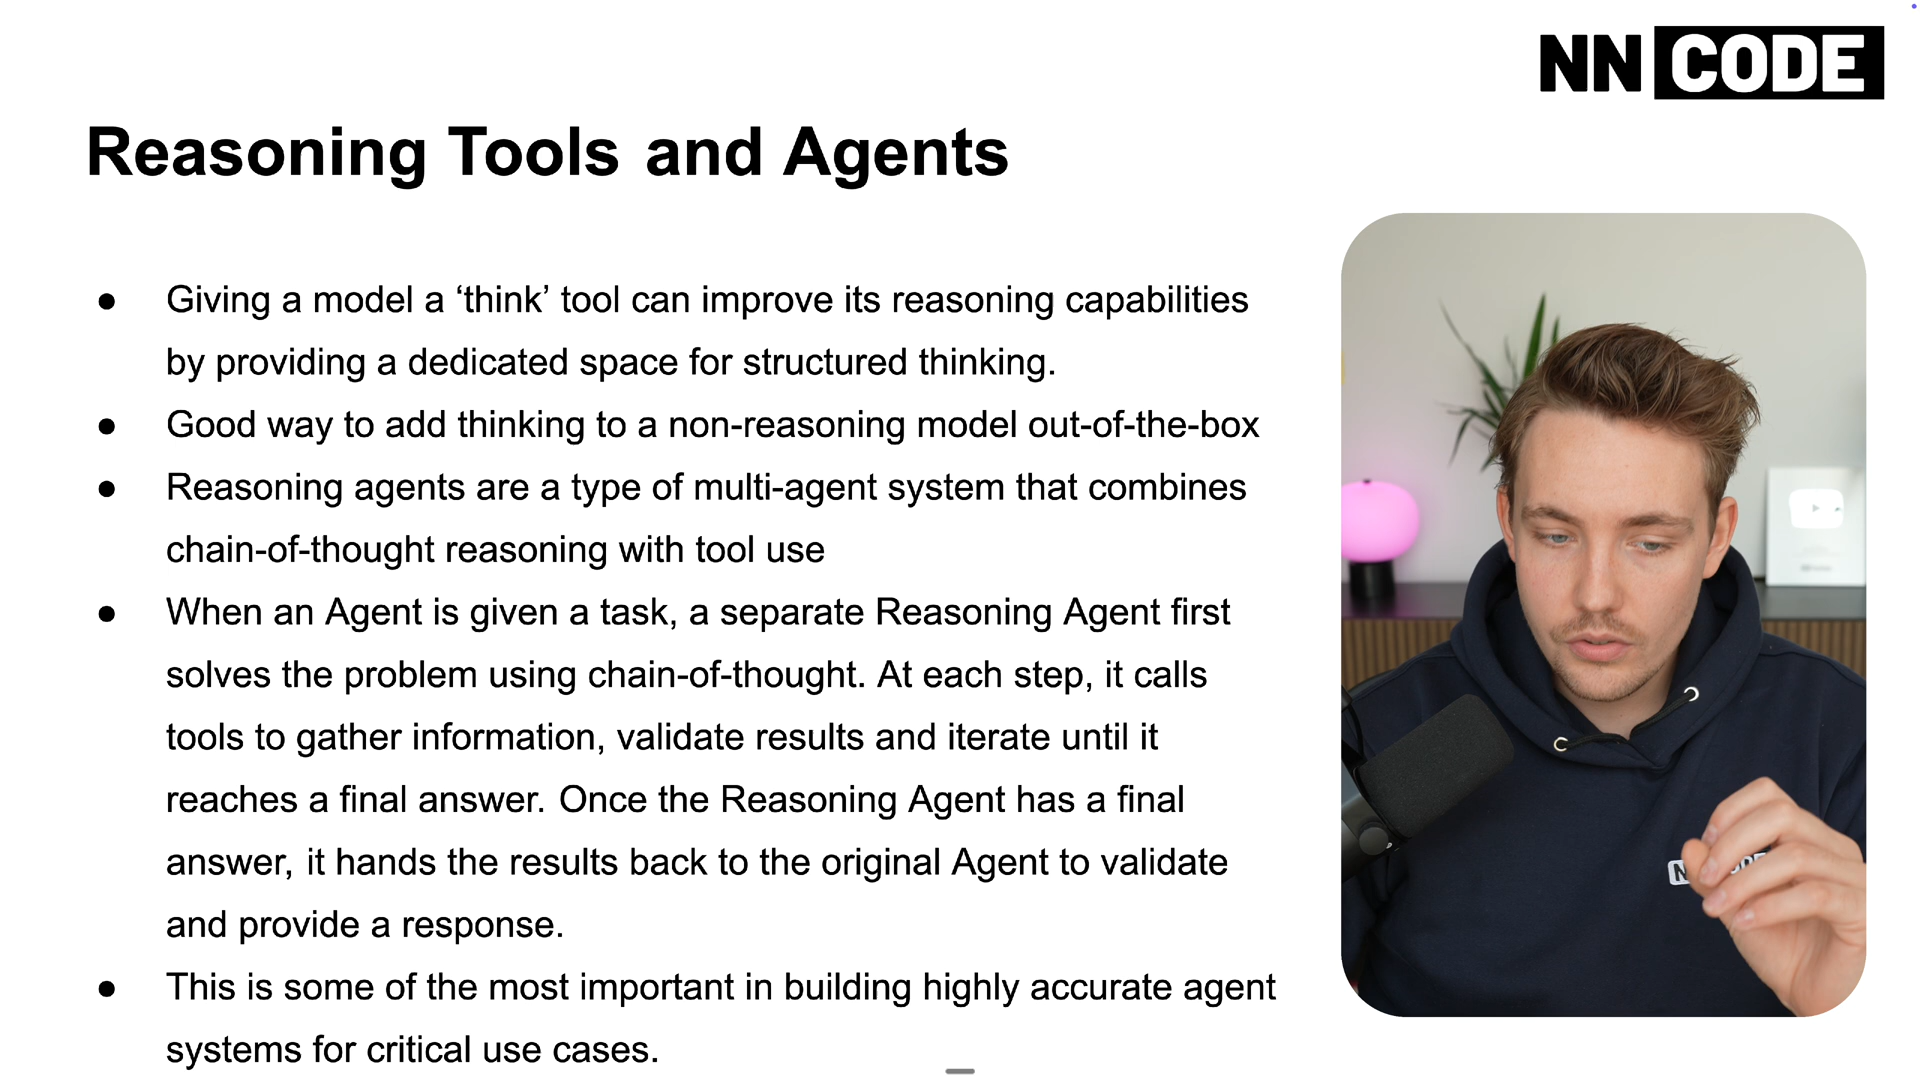 NN CODE
Reasoning Tools and Agents
● Giving a model a ‘think’ tool can improve its reasoning capabilities
by providing a dedicated space for structured thinking.
● Good way to add thinking to a non-reasoning model out-of-the-box
● Reasoning agents are a type of multi-agent system that combines
chain-of-thought reasoning with tool use
● When an Agent is given a task, a separate Reasoning Agent first
solves the problem using chain-of-thought. At each step, it calls
tools to gather information, validate results and iterate until it
reaches a final answer. Once the Reasoning Agent has a final
answer, it hands the results back to the original Agent to validate
and provide a response.
● This is some of the most important in building highly accurate agent
systems for critical use cases.